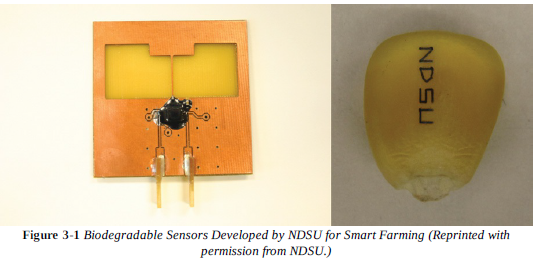 NDSU
Figure 3-1 Biodegradable Sensors Developed by NDSU for Smart Farming (Reprinted with
permission from NDSU.)